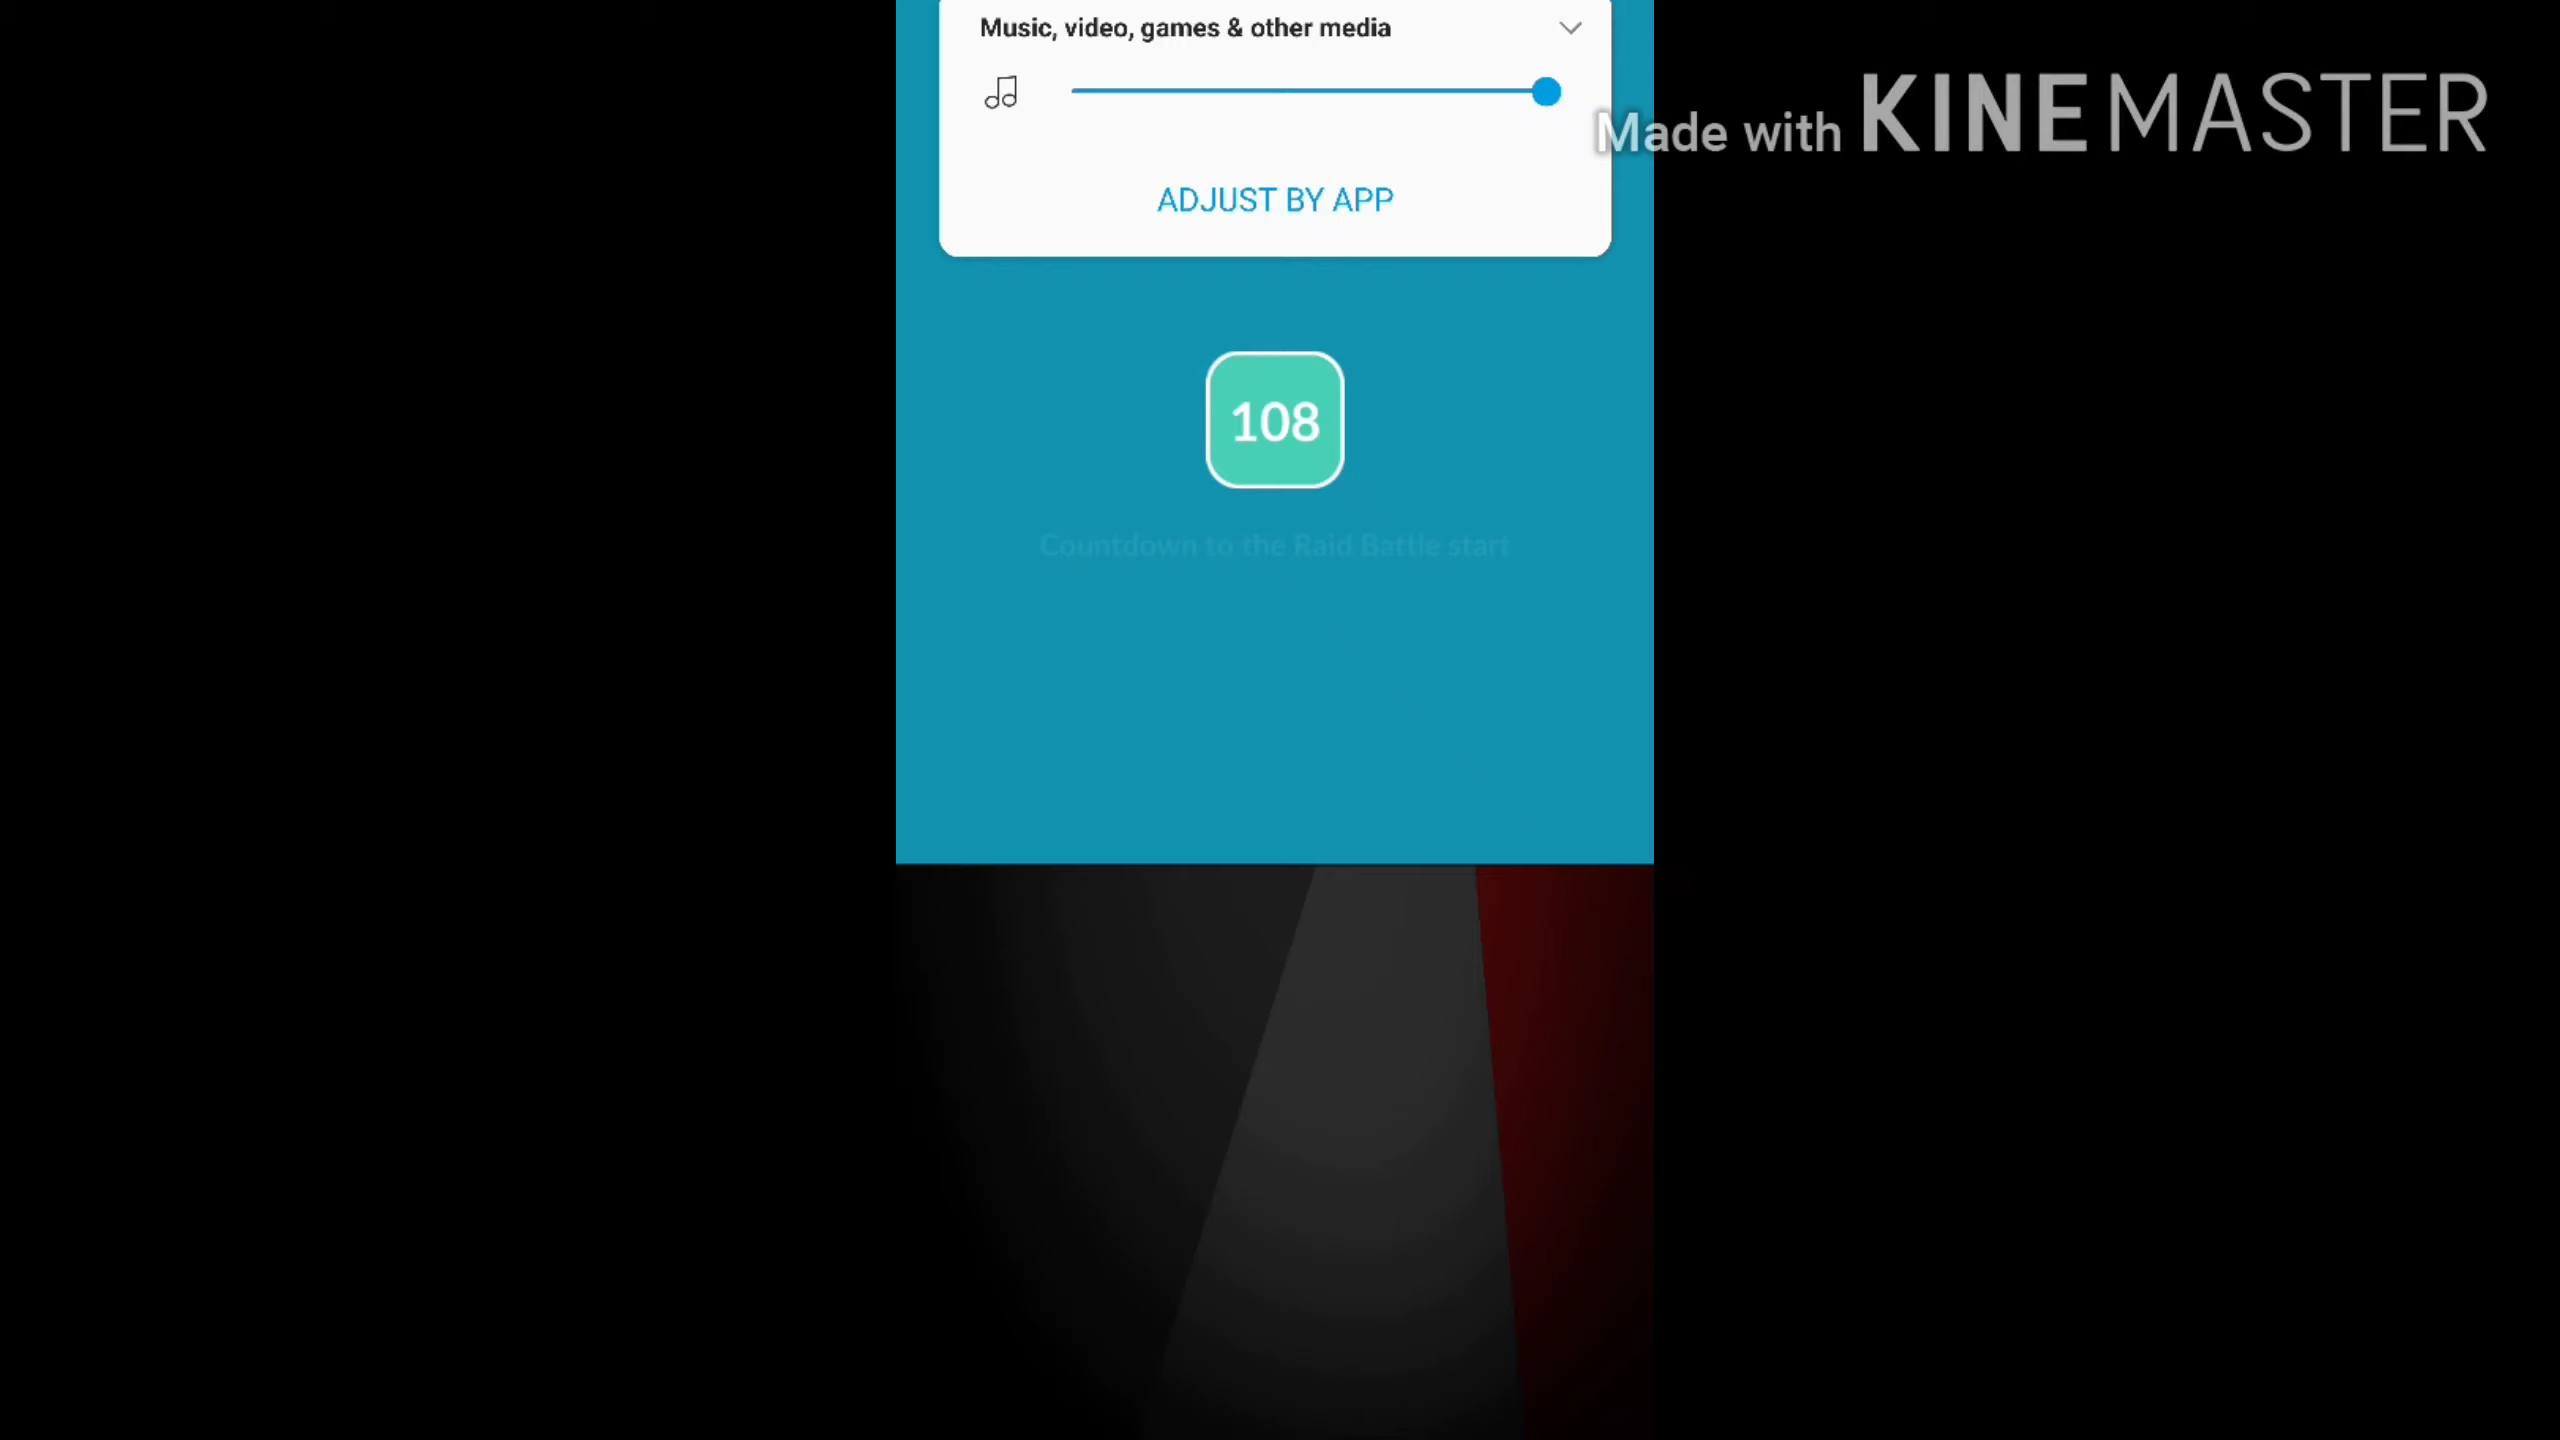 Music, video, games & other media
Made with KINEMASTER
ADJUST BY APP
108
Countdown to the Raid Battle start